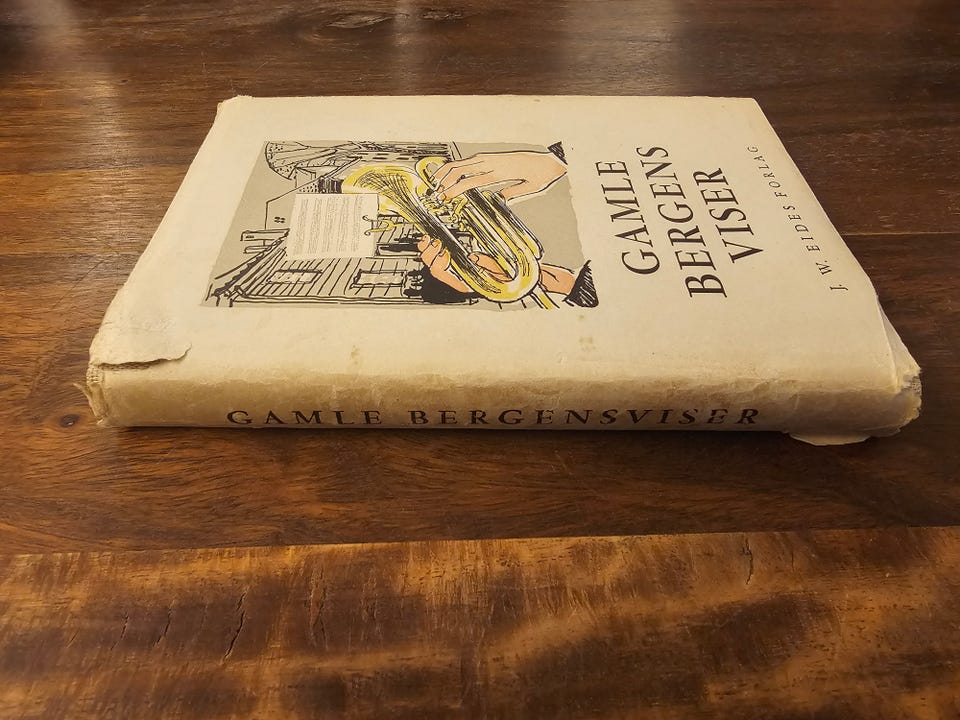 GAMLE
BERGENS
VISER
J. W. EIDES FORLAG
GAMLE BERGENSVISER